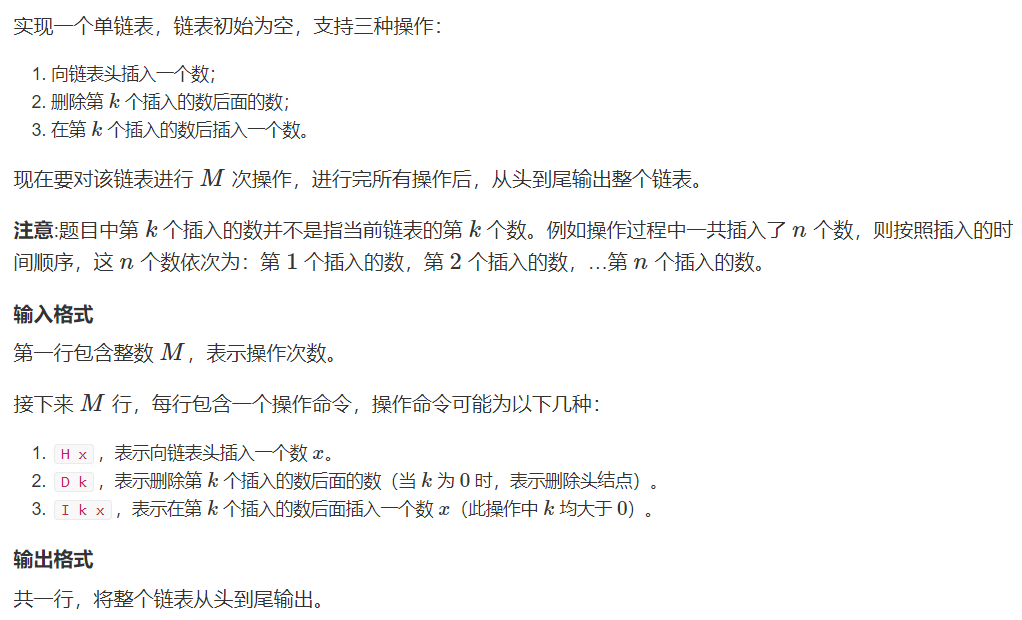 实现一个单链表，链表初始为空，支持三种操作：
1. 向链表头插入一个数；
2. 删除第 k 个插入的数后面的数；
3. 在第 k 个插入的数后插入一个数。
现在要对该链表进行 M 次操作，进行完所有操作后，从头到尾输出整个链表。
注意:题目中第 k 个插入的数并不是指当前链表的第 k 个数。例如操作过程中一共插入了 n 个数，则按照插入的时
间顺序，这 n 个数依次为：第 1 个插入的数，第 2 个插入的数，…第 n 个插入的数。
输入格式
第一行包含整数 M，表示操作次数。
接下来 M 行，每行包含一个操作命令，操作命令可能为以下几种：
1. H x，表示向链表头插入一个数 x。
2. D k，表示删除第 k 个插入的数后面的数（当 k 为 0 时，表示删除头结点）。
3. I k x，表示在第 k 个插入的数后面插入一个数 x（此操作中 k 均大于 0）。
输出格式
共一行，将整个链表从头到尾输出。